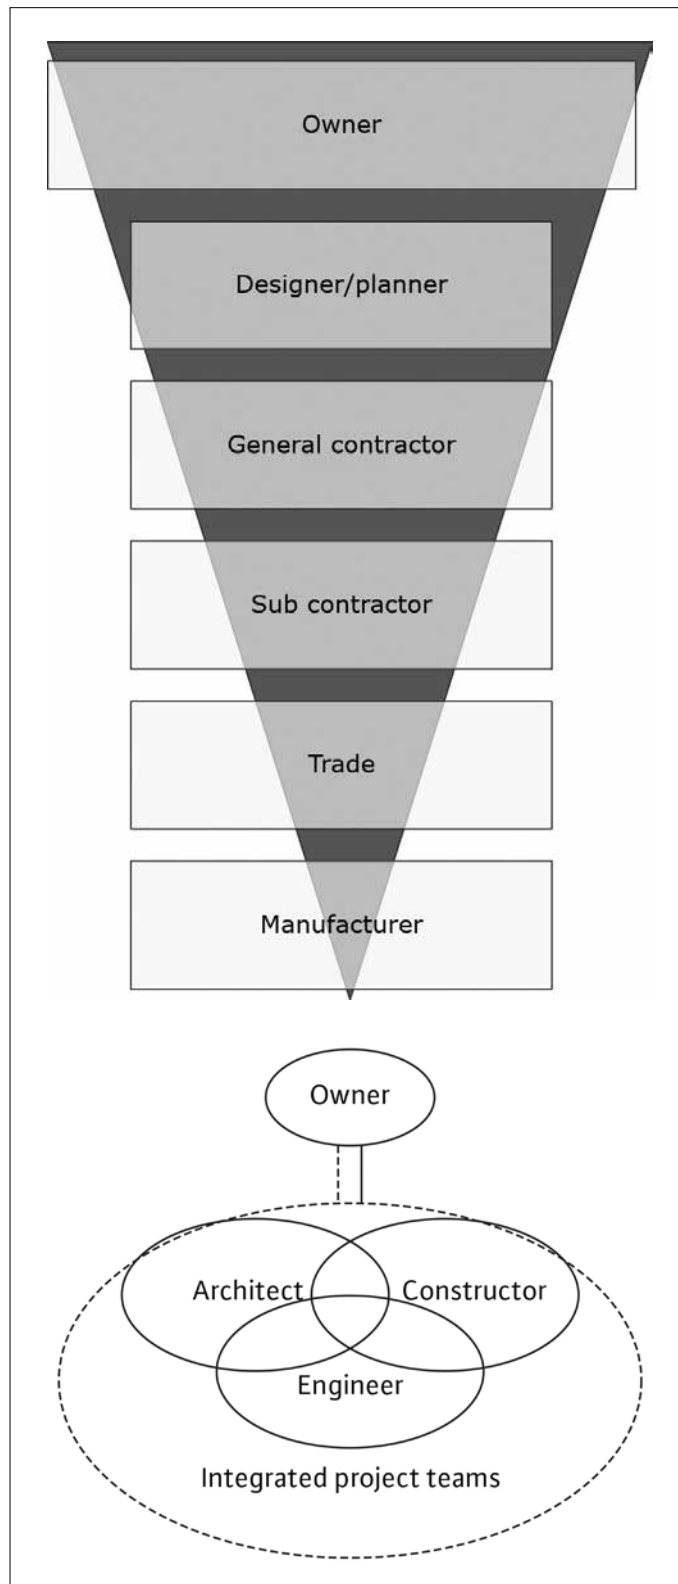 Owner
Designer/planner
General contractor
Sub contractor
Trade
Manufacturer
Owner
Architect
Constructor
Engineer
Integrated project teams